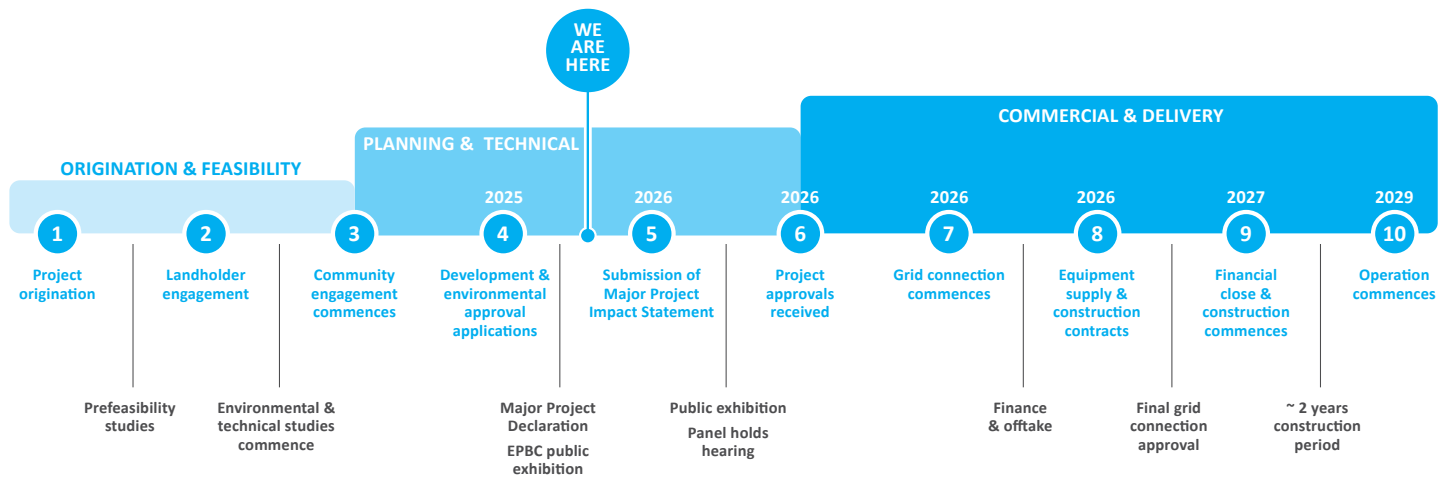 WE
ARE
HERE
COMMERCIAL & DELIVERY
PLANNING & TECHNICAL
ORIGINATION & FEASIBILITY
2025
2026
2026
2026
2026
2027
2029
1
2
3
4
5
6
7
8
9
10
Project
origination
Landholder
engagement
Community
engagement
commences
Development &
environmental
approval
applications
Submission of
Major Project
Impact Statement
Project
approvals
received
Grid connection
commences
Equipment
supply &
construction
contracts
Financial
close &
construction
commences
Operation
commences
Prefeasibility
studies
Environmental &
technical studies
commence
Major Project
Declaration
EPBC public
exhibition
Public exhibition
Panel holds
hearing
Finance
& offtake
Final grid
connection
approval
~ 2 years
construction
period